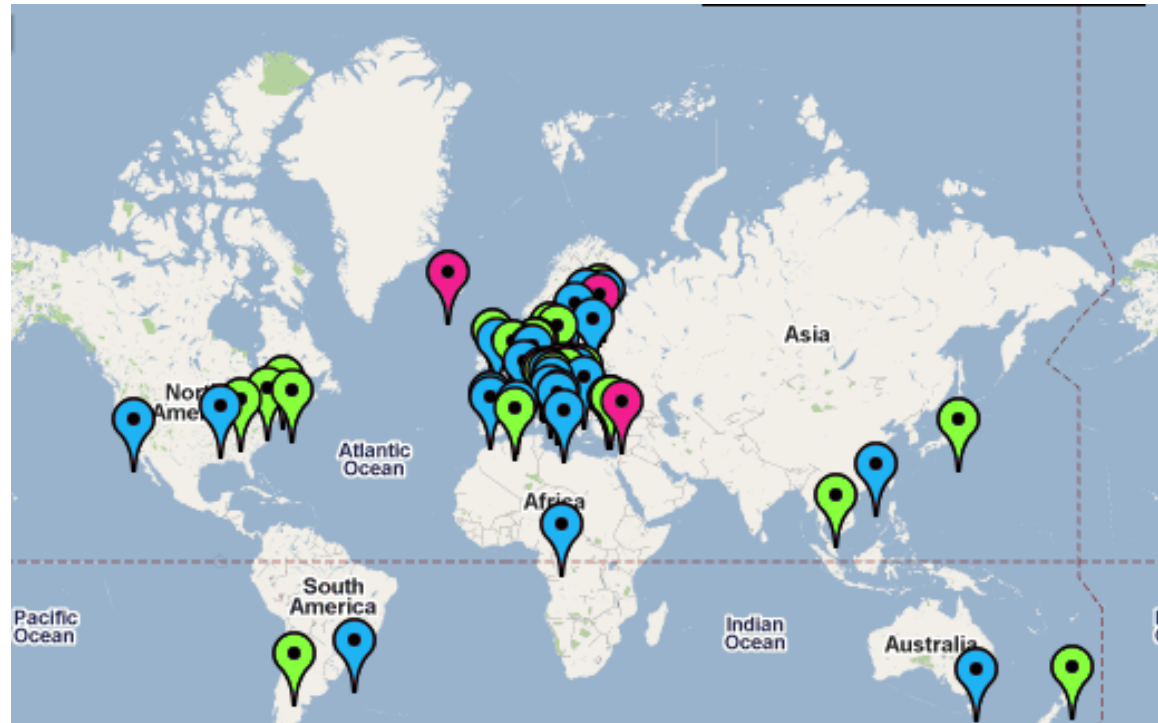 Asia
North
America
Atlantic
Ocean
Africa
South
America
Pacific
Ocean
Indian
Ocean
Australia